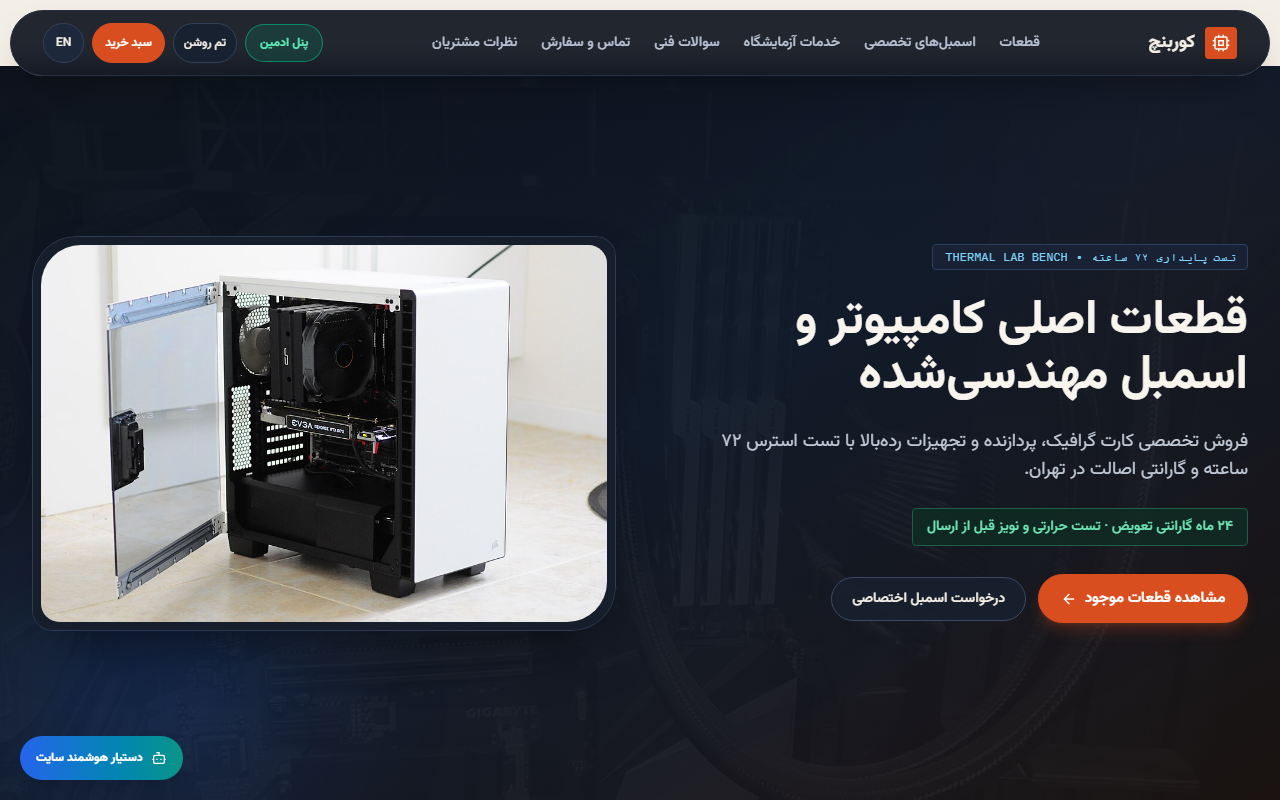 کوربنچ
قطعات
اسمبل‌های تخصصی
خدمات آزمایشگاه
سوالات فنی
تماس و سفارش
نظرات مشتریان
پنل ادمین
تم روشن
سبد خرید
EN
تست پایداری ۷۲ ساعته • THERMAL LAB BENCH
قطعات اصلی کامپیوتر و
اسمبل مهندسی‌شده
فروش تخصصی کارت گرافیک، پردازنده و تجهیزات رده‌بالا با تست استرس ۷۲
ساعته و گارانتی اصالت در تهران.
۲۴ ماه گارانتی تعویض · تست حرارتی و نویز قبل از ارسال
مشاهده قطعات موجود
درخواست اسمبل اختصاصی
EVGA
GIGABYTE
دستیار هوشمند سایت